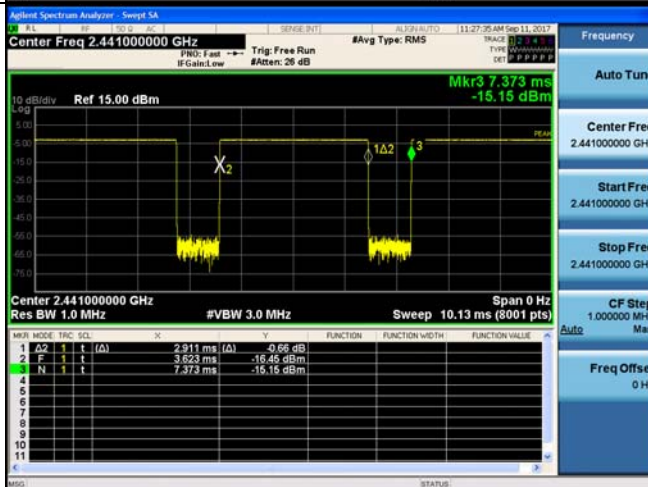 Agilent Spectrum Analyzer - Swept SA
RL RF 50 Ω AC SENSE:INT ALIGN AUTO 11:27:35 AM Sep 11, 2017
Center Freq 2.441000000 GHz #Avg Type: RMS TRACE 1 2 3 4 5 6
PNO: Fast Trig: Free Run TYPE
IFGain:Low #Atten: 26 dB DET P P P P P P
Mkr3 7.373 ms
-15.15 dBm
10 dB/div Ref 15.00 dBm
Log
5.00
-5.00
-15.0
-25.0
-35.0
-45.0
-55.0
-65.0
-75.0
PEAK
1Δ2
3
X2
Center 2.441000000 GHz Span 0 Hz
Res BW 1.0 MHz #VBW 3.0 MHz Sweep 10.13 ms (8001 pts)
MKR MODE TRC SCL X Y FUNCTION FUNCTION WIDTH FUNCTION VALUE
1 Δ2 1 t (Δ) 2.911 ms (Δ) -0.66 dB
2 F 1 t 3.623 ms -16.45 dBm
3 N 1 t 7.373 ms -15.15 dBm
4
5
6
7
8
9
10
11
MSG STATUS
Frequency
Auto Tun
Center Fre
2.441000000 GH
Start Fre
2.441000000 GH
Stop Fre
2.441000000 GH
CF Step
1.000000 MH
Auto Ma
Freq Offse
0 H